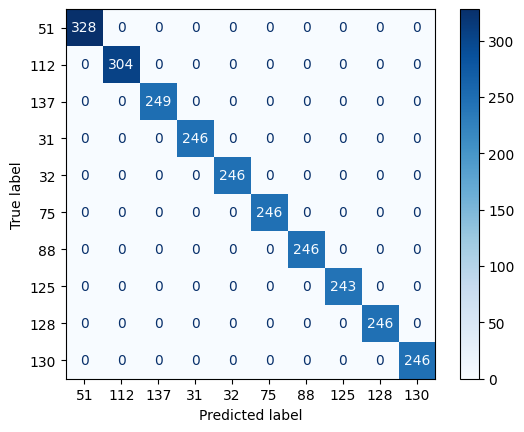 51 328 0 0 0 0 0 0 0 0 0
112 0 304 0 0 0 0 0 0 0 0
137 0 0 249 0 0 0 0 0 0 0
31 0 0 0 246 0 0 0 0 0 0
32 0 0 0 0 246 0 0 0 0 0
75 0 0 0 0 0 246 0 0 0 0
88 0 0 0 0 0 0 246 0 0 0
125 0 0 0 0 0 0 0 243 0 0
128 0 0 0 0 0 0 0 0 246 0
130 0 0 0 0 0 0 0 0 0 246
51 112 137 31 32 75 88 125 128 130
Predicted label
True label
300
250
200
150
100
50
0